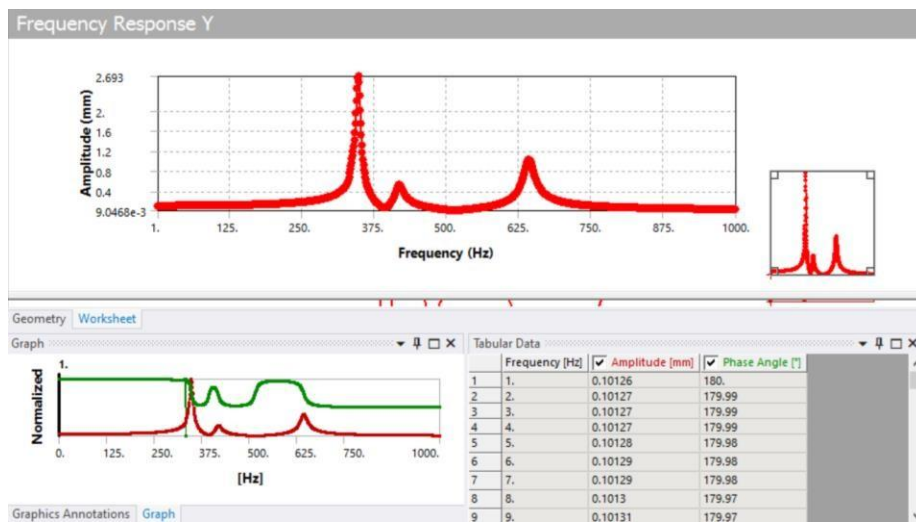 Frequency Response Y
2.693
2.
1.6
1.2
0.8
0.4
9.0468e-3
Amplitude (mm)
1. 125. 250. 375. 500. 625. 750. 875. 1000.
Frequency (Hz)
Geometry Worksheet
Graph
1.
Normalized
0. 125. 250. 375. 500. 625. 750. 1000.
[Hz]
Graphics Annotations Graph
Tabular Data
Frequency [Hz] Amplitude [mm] Phase Angle [°]
1 1. 0.10126 180.
2 2. 0.10127 179.99
3 3. 0.10127 179.99
4 4. 0.10127 179.99
5 5. 0.10128 179.98
6 6. 0.10129 179.98
7 7. 0.10129 179.98
8 8. 0.1013 179.97
9 9. 0.10131 179.97